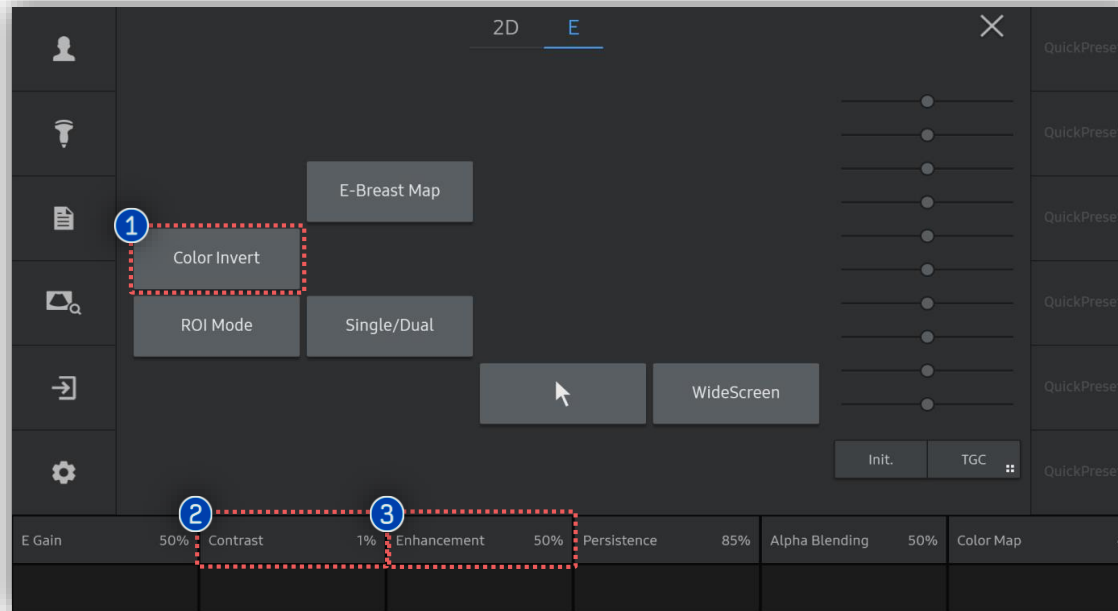 2D E
QuickPrese
QuickPrese
E-Breast Map
1
QuickPrese
Color Invert
QuickPrese
ROI Mode Single/Dual
WideScreen
QuickPrese
Init. TGC
QuickPrese
2 3
E Gain 50% Contrast 1% Enhancement 50% Persistence 85% Alpha Blending 50% Color Map